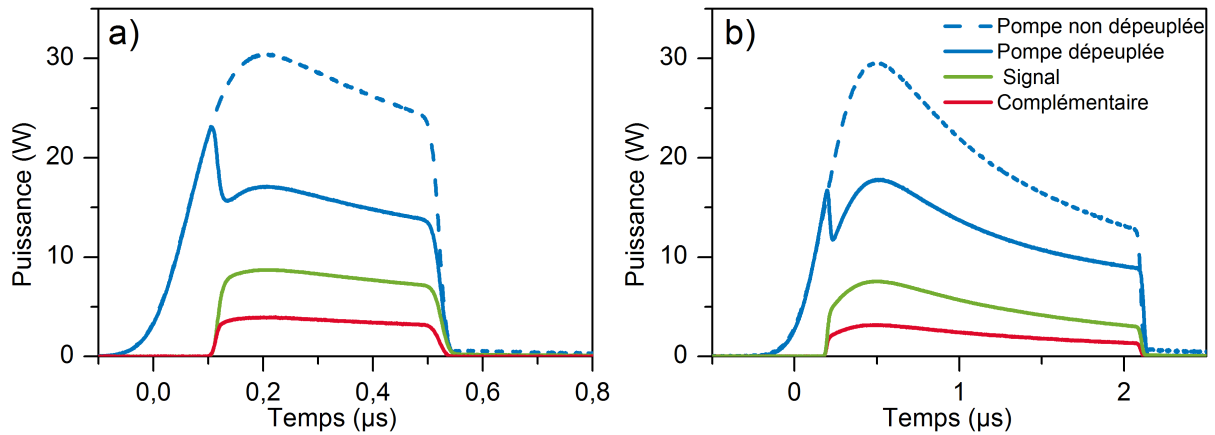 a)
30
20
10
0
Puissance (W)
0,0
0,2
0,4
0,6
0,8
Temps (µs)
b)
Pompe non dépeuplée
Pompe dépeuplée
Signal
Complémentaire
30
20
10
0
Puissance (W)
0
1
2
Temps (µs)